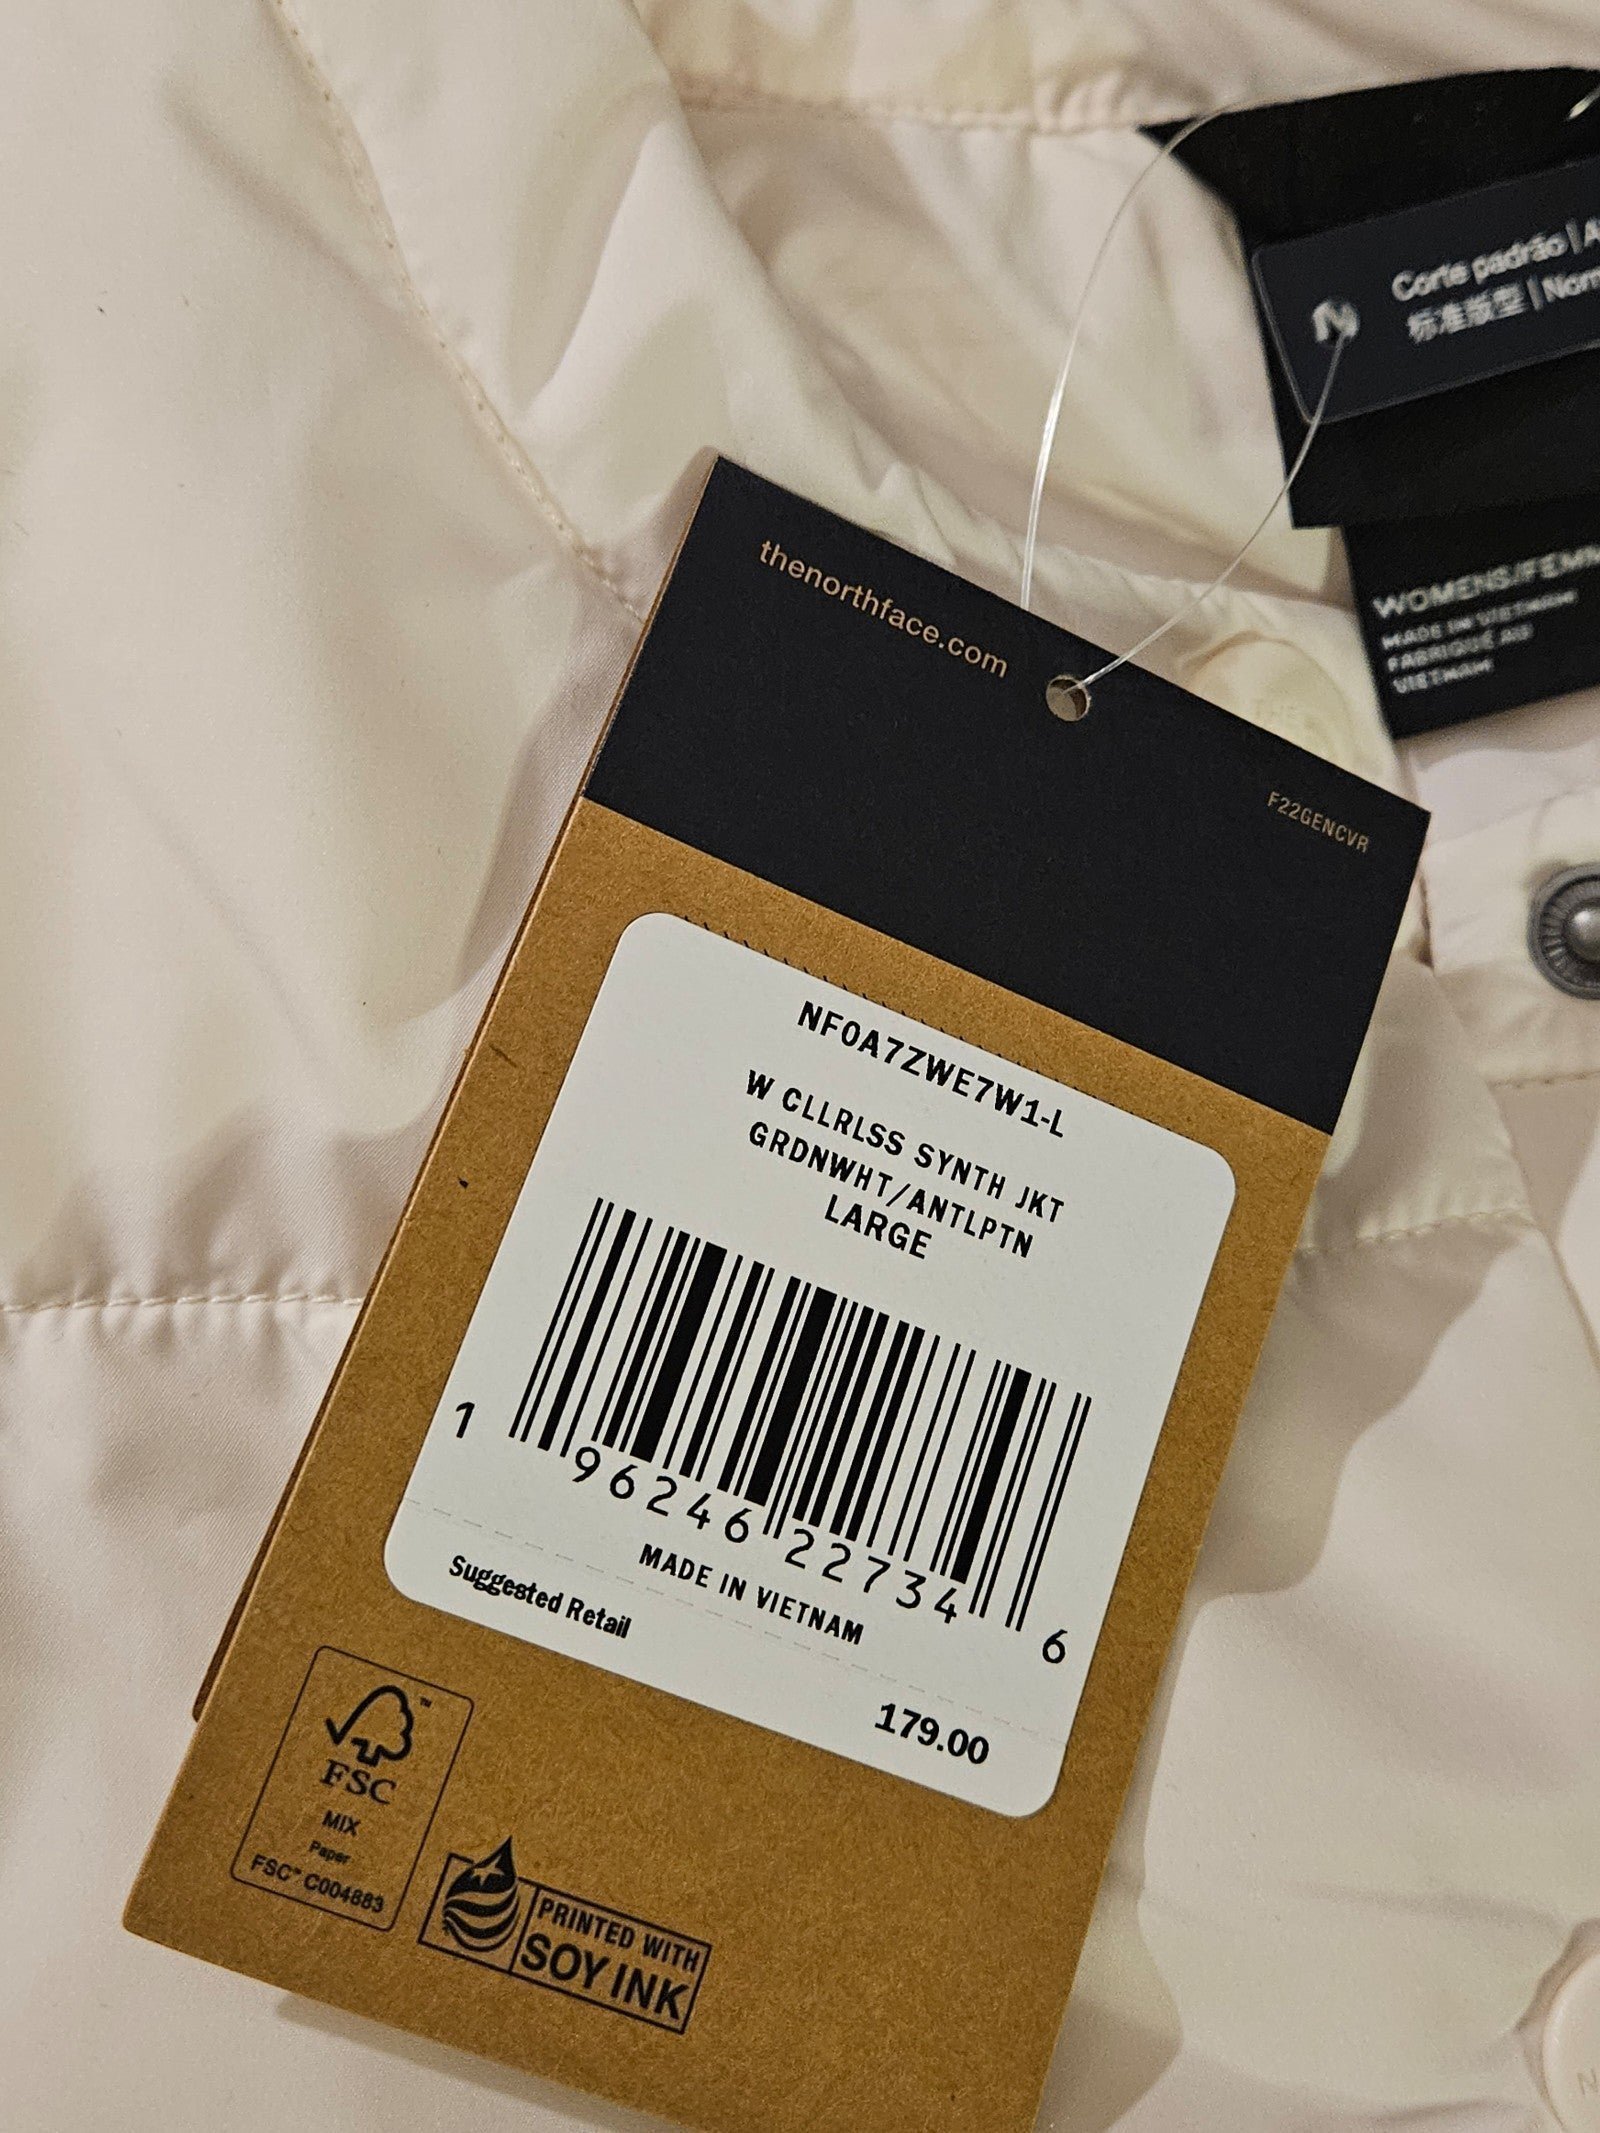 Corte padrão |
标准版型 |
WOMENS/
MADE IN VIETNAM
FABRIQUÉ AU
VIETNAM
thenorthface.com
F22GENCVR
NF0A7ZWE7W1-L
W CLLRLSS SYNTH JKT
GRDNWHT/ANTLPTN
LARGE
1 96246 22734 6
MADE IN VIETNAM
Suggested Retail
179.00
FSC
MIX
Paper
FSC™ C004883
PRINTED WITH
SOY INK